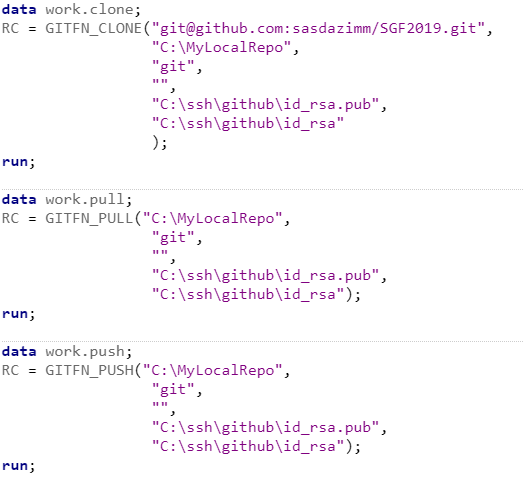 data work.clone;
RC = GITFN_CLONE("git@github.com:sasdazimm/SGF2019.git",
"C:\MyLocalRepo",
"git",
"",
"C:\ssh\github\id_rsa.pub",
"C:\ssh\github\id_rsa"
);
run;
data work.pull;
RC = GITFN_PULL("C:\MyLocalRepo",
"git",
"",
"C:\ssh\github\id_rsa.pub",
"C:\ssh\github\id_rsa");
run;
data work.push;
RC = GITFN_PUSH("C:\MyLocalRepo",
"git",
"",
"C:\ssh\github\id_rsa.pub",
"C:\ssh\github\id_rsa");
run;